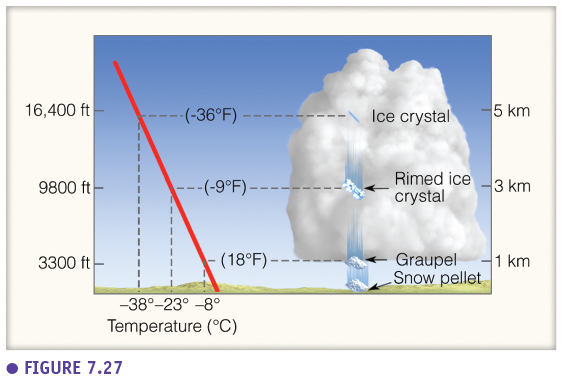 16,400 ft
(-36°F)
Ice crystal
5 km
9800 ft
(-9°F)
Rimed ice
crystal
3 km
3300 ft
(18°F)
Graupel
1 km
Snow pellet
–38°–23° –8°
Temperature (°C)
● FIGURE 7.27